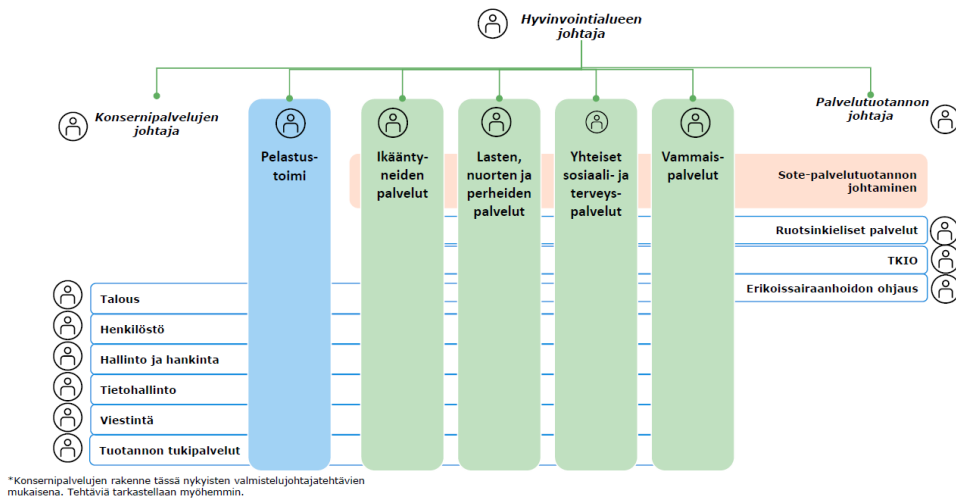 Hyvinvointialueen
johtaja
Konsernipalvelujen
johtaja
Palvelutuotannon
johtaja
Pelastus-
toimi
Ikäänty-
neiden
palvelut
Lasten,
nuorten ja
perheiden
palvelut
Yhteiset
sosiaali- ja
terveys-
palvelut
Vammais-
palvelut
Sote-palvelutuotannon
johtaminen
Ruotsinkieliset palvelut
TKIO
Erikoissairaanhoidon ohjaus
Talous
Henkilöstö
Hallinto ja hankinta
Tietohallinto
Viestintä
Tuotannon tukipalvelut
*Konsernipalvelujen rakenne tässä nykyisten valmistelujohtajatehtävien
mukaisena. Tehtäviä tarkastellaan myöhemmin.